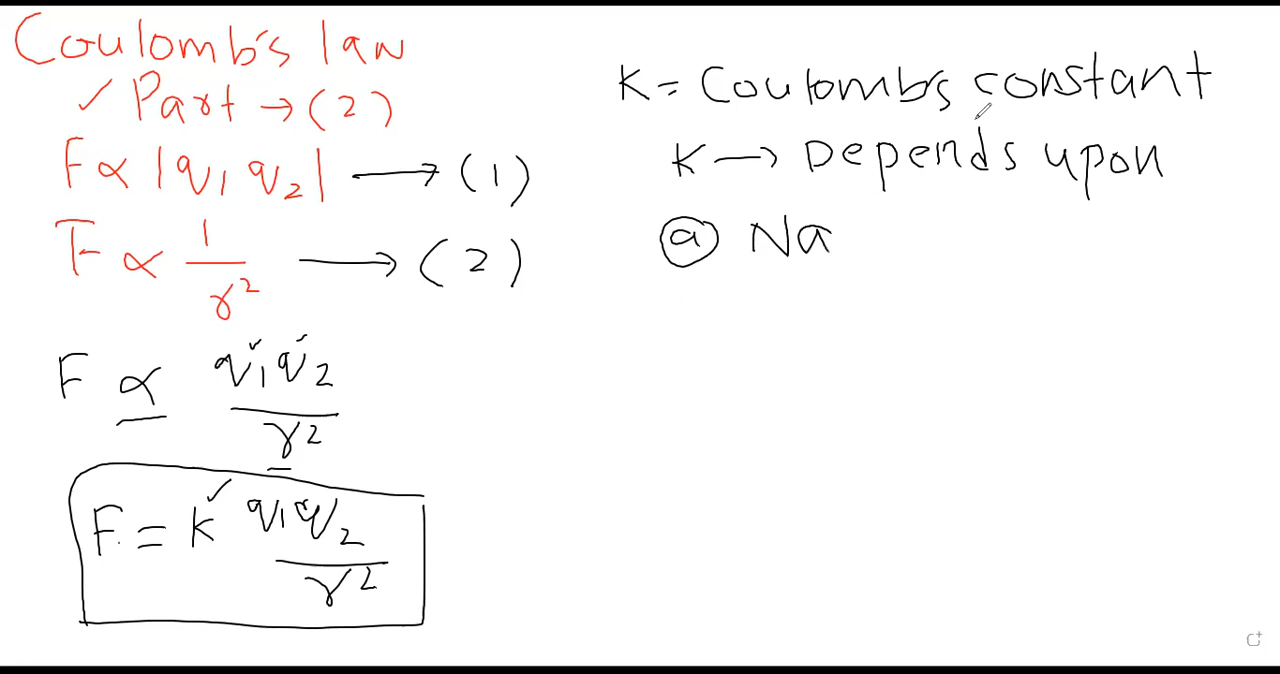 Coulomb's law
✓ Part → (2)
F ∝ |q₁ q₂| → (1)
F ∝ 1/r² → (2)
F ∝ q₁q₂/r²
F = K q₁q₂/r²
K = Coulomb's constant
K → Depends upon
ⓐ Na